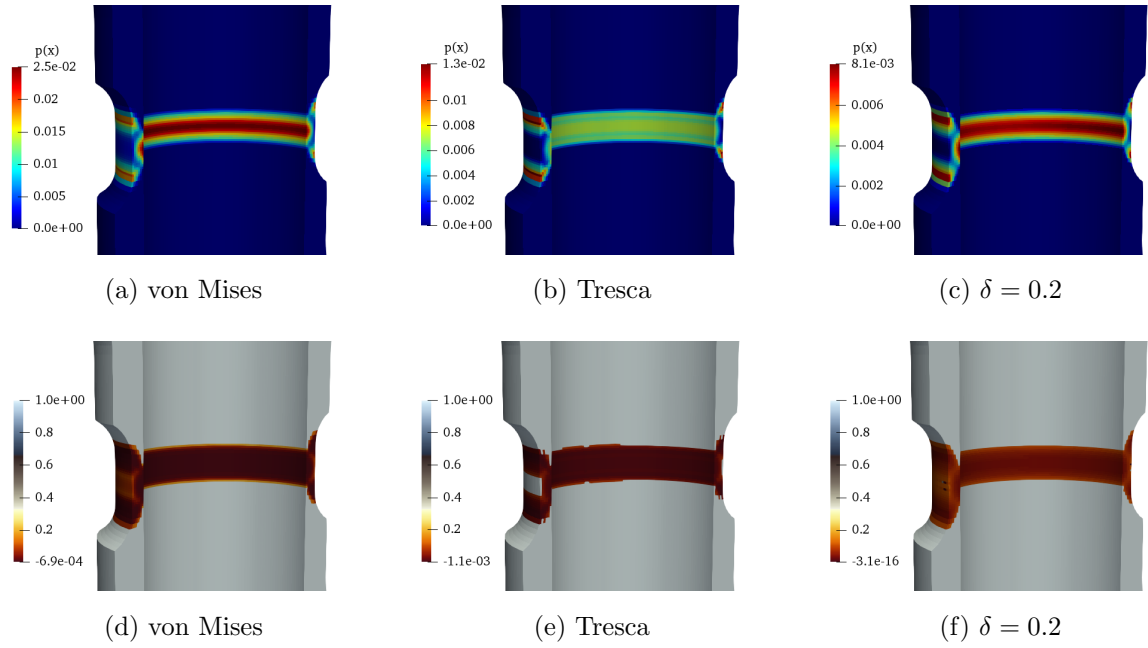 p(x)
2.5e-02
0.02
0.015
0.01
0.005
0.0e+00
(a) von Mises
p(x)
1.3e-02
0.01
0.008
0.006
0.004
0.002
0.0e+00
(b) Tresca
p(x)
8.1e-03
0.006
0.004
0.002
0.0e+00
(c) δ = 0.2
1.0e+00
0.8
0.6
0.4
0.2
-6.9e-04
(d) von Mises
1.0e+00
0.8
0.6
0.4
0.2
-1.1e-03
(e) Tresca
1.0e+00
0.8
0.6
0.4
0.2
-3.1e-16
(f) δ = 0.2